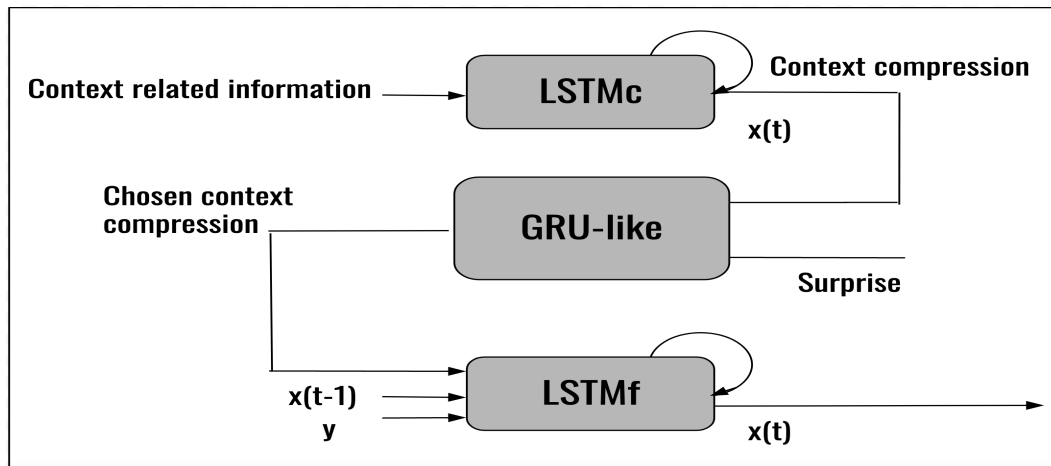 LSTMc
Context compression
Context related information
x(t)
Chosen context
compression
GRU-like
Surprise
LSTMf
x(t-1)
y
x(t)